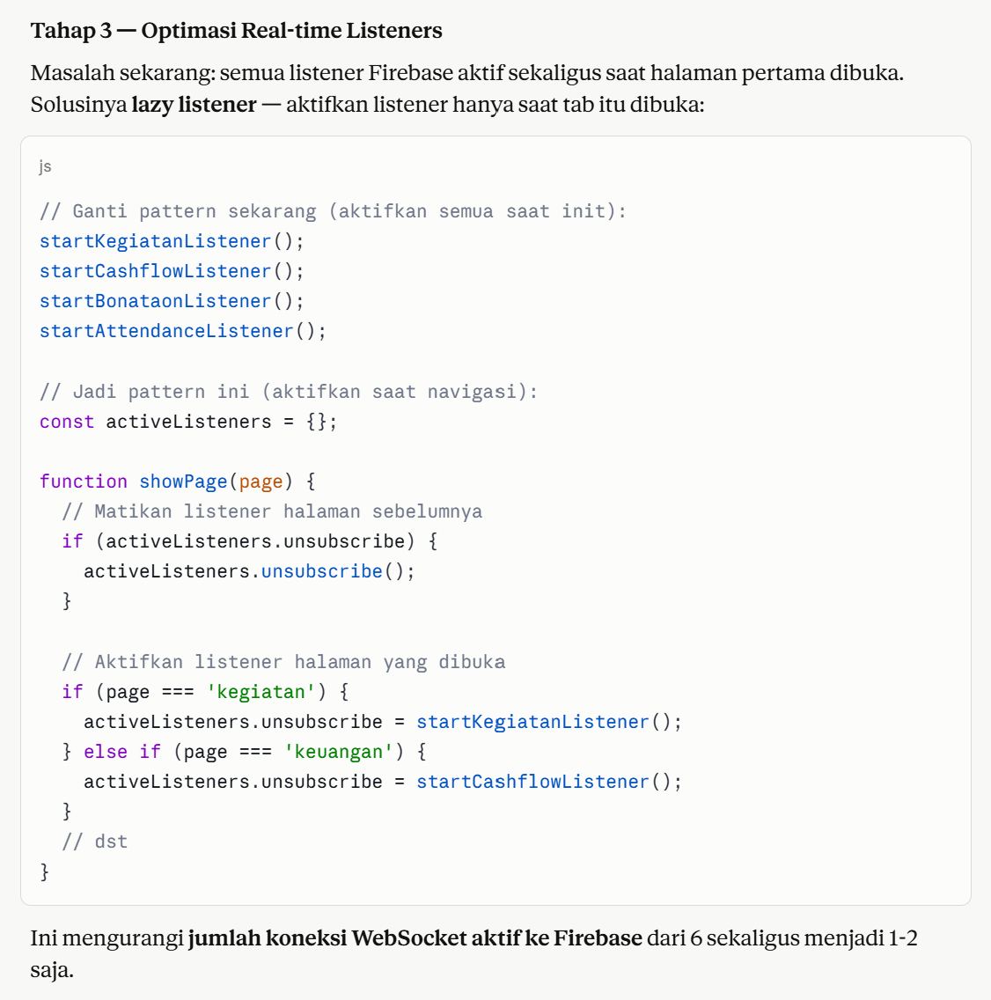 Tahap 3 — Optimasi Real-time Listeners
Masalah sekarang: semua listener Firebase aktif sekaligus saat halaman pertama dibuka.
Solusinya lazy listener — aktifkan listener hanya saat tab itu dibuka:
js
// Ganti pattern sekarang (aktifkan semua saat init):
startKegiatanListener();
startCashflowListener();
startBonataonListener();
startAttendanceListener();
// Jadi pattern ini (aktifkan saat navigasi):
const activeListeners = {};
function showPage(page) {
  // Matikan listener halaman sebelumnya
  if (activeListeners.unsubscribe) {
    activeListeners.unsubscribe();
  }
  // Aktifkan listener halaman yang dibuka
  if (page === 'kegiatan') {
    activeListeners.unsubscribe = startKegiatanListener();
  } else if (page === 'keuangan') {
    activeListeners.unsubscribe = startCashflowListener();
  }
  // dst
}
Ini mengurangi jumlah koneksi WebSocket aktif ke Firebase dari 6 sekaligus menjadi 1-2
saja.